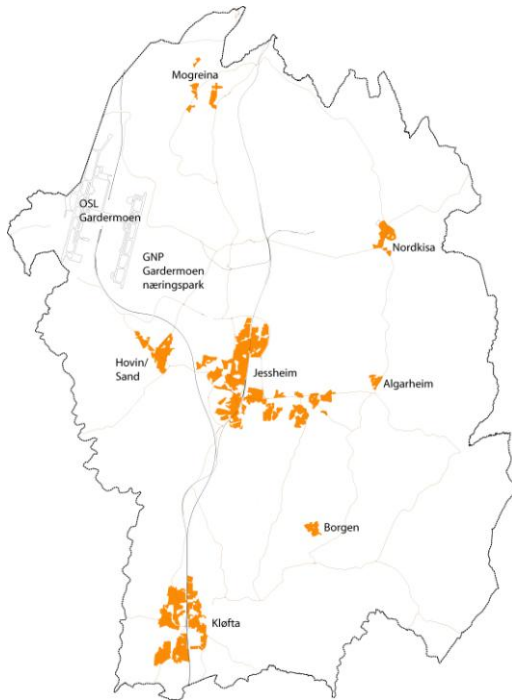 Mogreina
OSL
Gardermoen
Nordkisa
GNP
Gardermoen
næringspark
Hovin/
Sand
Jessheim
Algarheim
Borgen
Kløfta